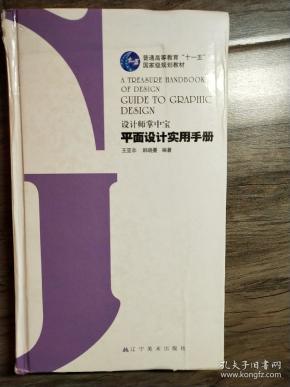 普通高等教育“十一五”
国家级规划教材
A TREASURE HANDBOOK
OF DESIGN
GUIDE TO GRAPHIC
DESIGN
设计师掌中宝
平面设计实用手册
王亚非 韩晓曼 编著
辽宁美术出版社
孔夫子旧书网